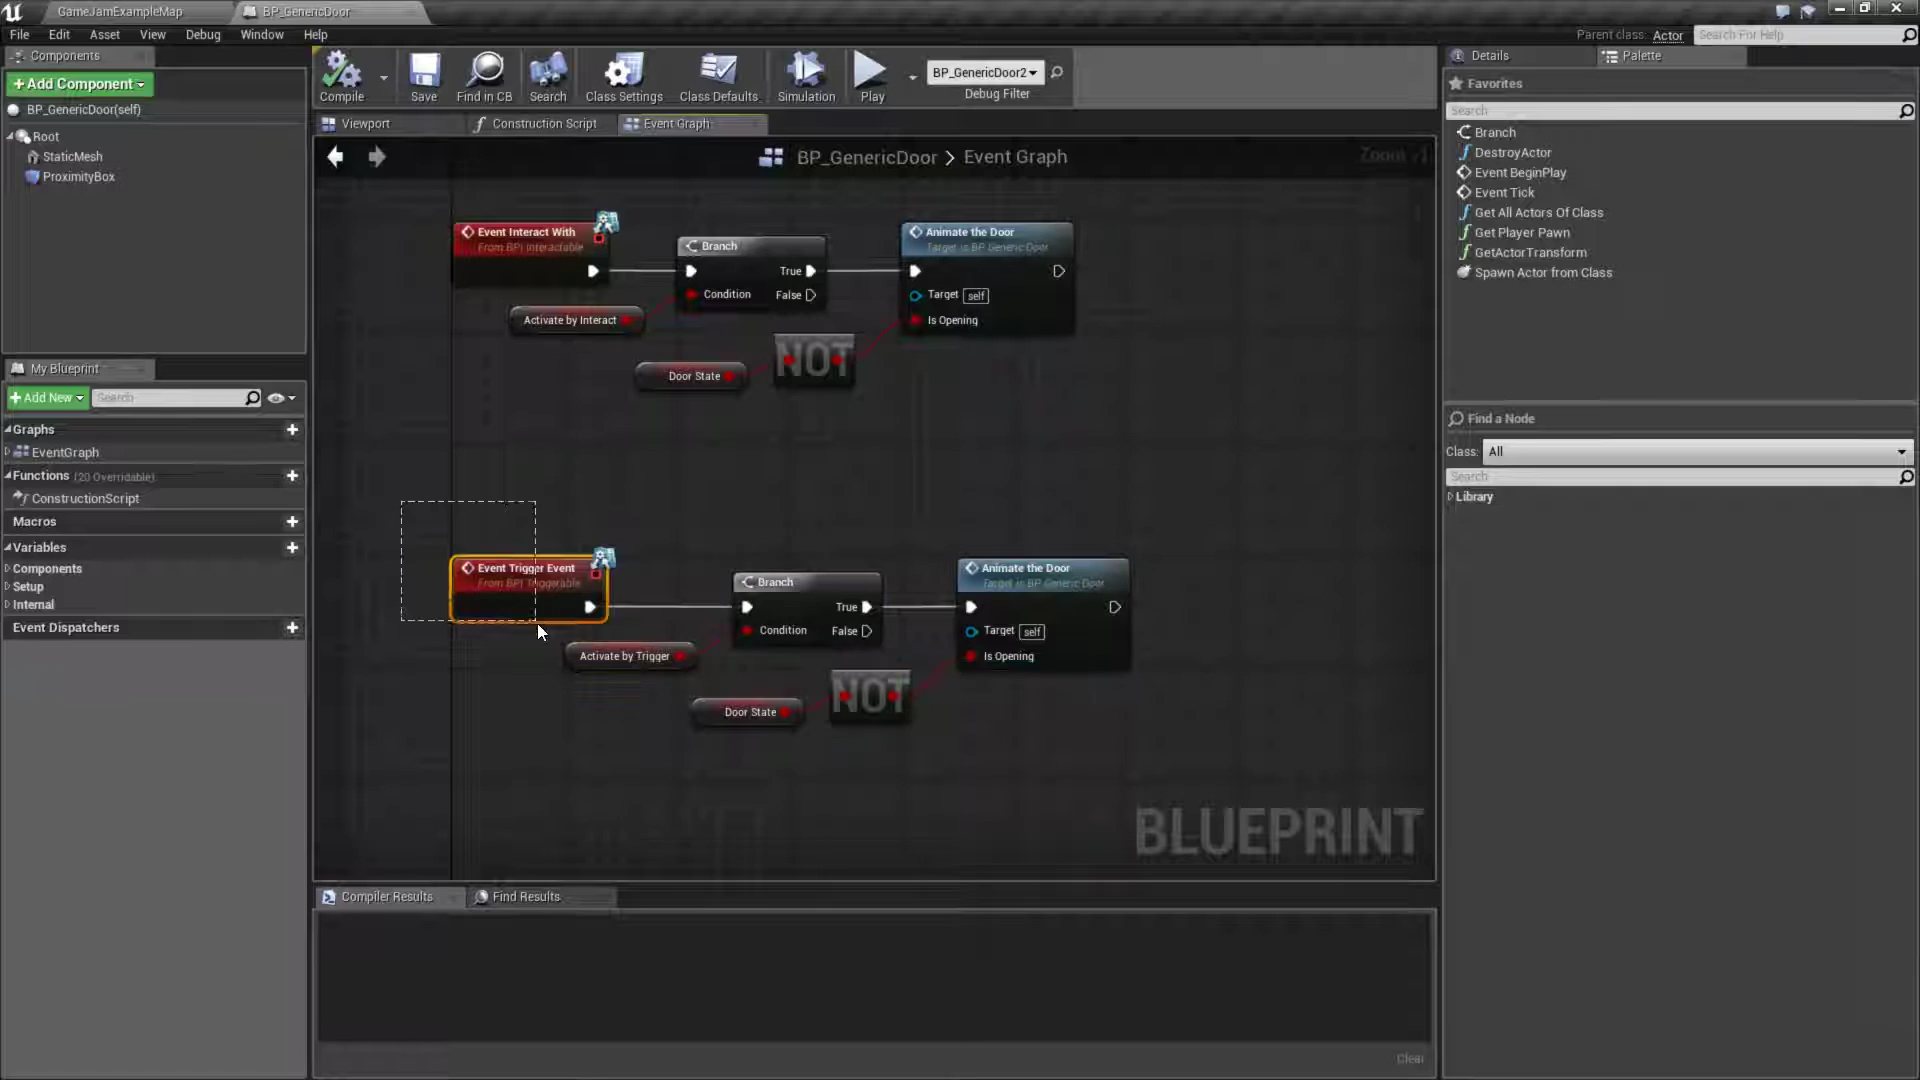 GameJamExampleMap
BP_GenericDoor
File Edit Asset View Debug Window Help
Parent class: Actor
Search For Help
Components
+Add Component
BP_GenericDoor(self)
Root
StaticMesh
ProximityBox
My Blueprint
+Add New
Search
Graphs
EventGraph
Functions (20 Overridable)
ConstructionScript
Macros
Variables
Components
Setup
Internal
Event Dispatchers
Compile
Save
Find in CB
Search
Class Settings
Class Defaults
Simulation
Play
BP_GenericDoor2
Debug Filter
Viewport
Construction Script
Event Graph
BP_GenericDoor > Event Graph
Zoom -1
Event Interact With
From BPI Interactable
Branch
True
Condition
False
Activate by Interact
Animate the Door
Target is BP Generic Door
Target self
Is Opening
NOT
Door State
Event Trigger Event
From BPI Triggerable
Branch
True
Condition
False
Activate by Trigger
Animate the Door
Target is BP Generic Door
Target self
Is Opening
NOT
Door State
BLUEPRINT
Compiler Results
Find Results
Clear
Details
Palette
Favorites
Search
Branch
DestroyActor
Event BeginPlay
Event Tick
Get All Actors Of Class
Get Player Pawn
GetActorTransform
Spawn Actor from Class
Find a Node
Class: All
Search
Library